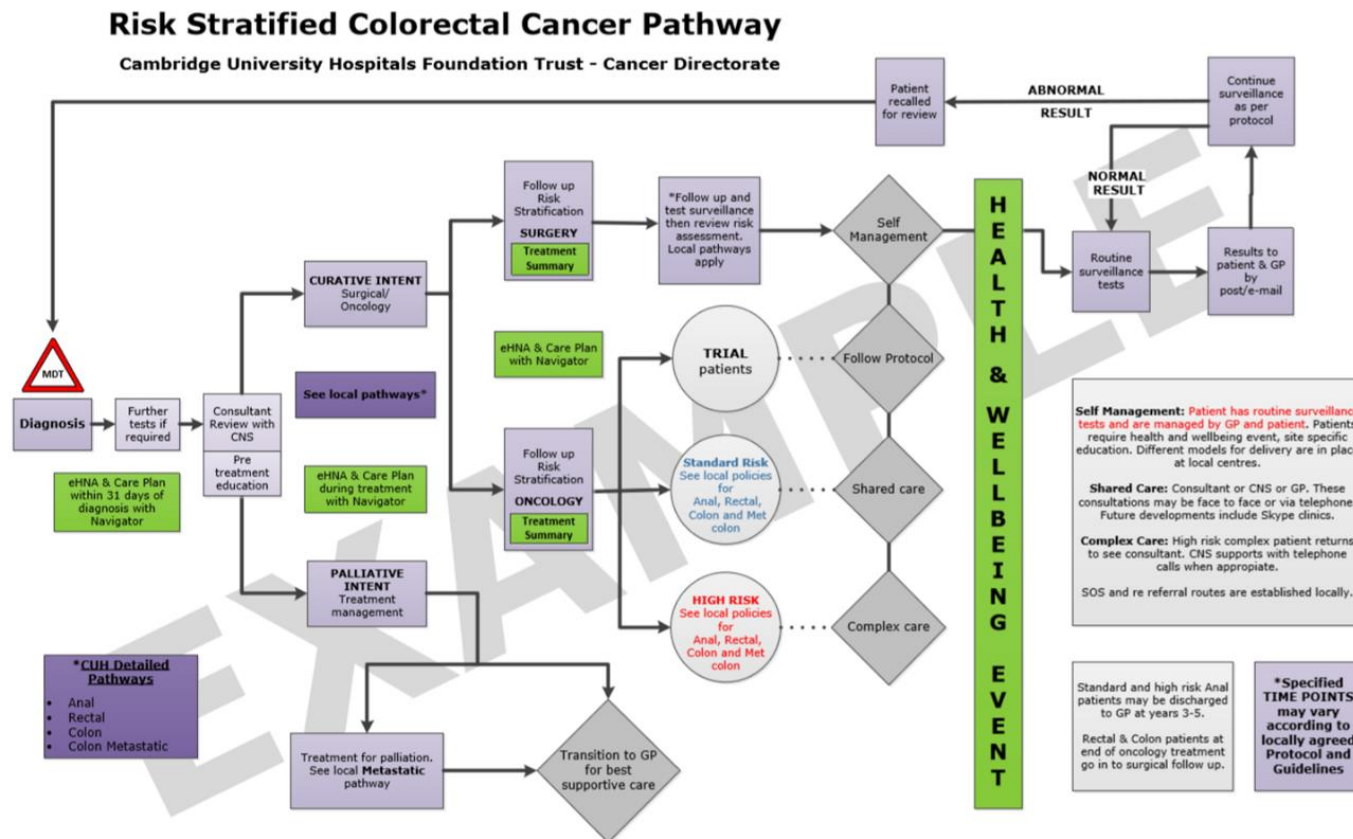 Risk Stratified Colorectal Cancer Pathway
Cambridge University Hospitals Foundation Trust - Cancer Directorate
Patient
recalled
for review
ABNORMAL
RESULT
Continue
surveillance
as per
protocol
NORMAL
RESULT
Follow up
Risk
Stratification
SURGERY
Treatment
Summary
*Follow up and
test surveillance
then review risk
assessment.
Local pathways
apply
Self
Management
Routine
surveillance
tests
Results to
patient & GP
by
post/e-mail
HEALTH & WELLBEING EVENT
CURATIVE INTENT
Surgical/
Oncology
eHNA & Care Plan
with Navigator
TRIAL
patients
Follow Protocol
MDT
Diagnosis
Further
tests if
required
Consultant
Review with
CNS
Pre
treatment
education
See local pathways*
eHNA & Care Plan
within 31 days of
diagnosis with
Navigator
eHNA & Care Plan
during treatment
with Navigator
Follow up
Risk
Stratification
ONCOLOGY
Treatment
Summary
Standard Risk
See local policies
for
Anal, Rectal,
Colon and Met
colon
Shared care
PALLIATIVE
INTENT
Treatment
management
HIGH RISK
See local policies
for
Anal, Rectal,
Colon and Met
colon
Complex care
Self Management: Patient has routine surveillance
tests and are managed by GP and patient. Patients
require health and wellbeing event, site specific
education. Different models for delivery are in place
at local centres.
Shared Care: Consultant or CNS or GP. These
consultations may be face to face or via telephone
Future developments include Skype clinics.
Complex Care: High risk complex patient returns
to see consultant. CNS supports with telephone
calls when appropiate.
SOS and re referral routes are established locally.
*CUH Detailed
Pathways
• Anal
• Rectal
• Colon
• Colon Metastatic
Treatment for palliation.
See local Metastatic
pathway
Transition to GP
for best
supportive care
Standard and high risk Anal
patients may be discharged
to GP at years 3-5.
Rectal & Colon patients at
end of oncology treatment
go in to surgical follow up.
*Specified
TIME POINTS
may vary
according to
locally agreed
Protocol and
Guidelines
EXAMPLE